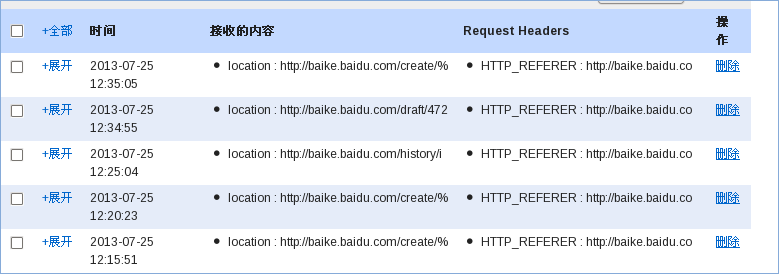 +全部 时间 接收的内容 Request Headers 操作
+展开 2013-07-25 12:35:05 location : http://baike.baidu.com/create/% HTTP_REFERER : http://baike.baidu.co 删除
+展开 2013-07-25 12:34:55 location : http://baike.baidu.com/draft/472 HTTP_REFERER : http://baike.baidu.co 删除
+展开 2013-07-25 12:25:04 location : http://baike.baidu.com/history/i HTTP_REFERER : http://baike.baidu.co 删除
+展开 2013-07-25 12:20:23 location : http://baike.baidu.com/create/% HTTP_REFERER : http://baike.baidu.co 删除
+展开 2013-07-25 12:15:51 location : http://baike.baidu.com/create/% HTTP_REFERER : http://baike.baidu.co 删除